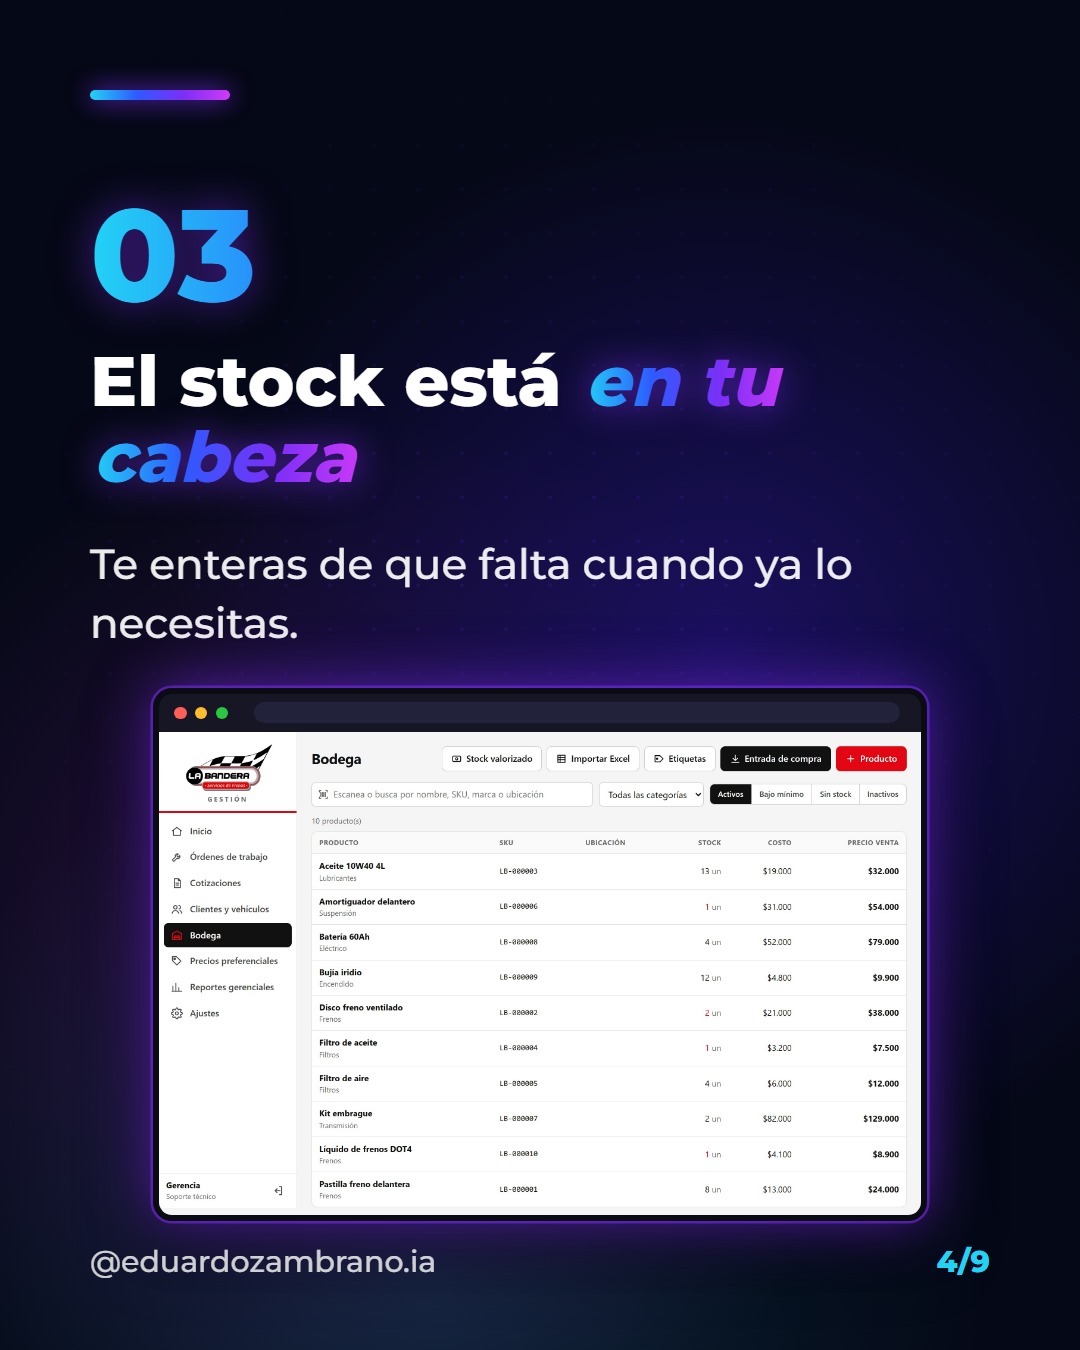 03
El stock está en tu
cabeza
Te enteras de que falta cuando ya lo
necesitas.
LA BANDERA
GESTIÓN
Inicio
Órdenes de trabajo
Cotizaciones
Clientes y vehículos
Bodega
Precios preferenciales
Reportes gerenciales
Ajustes
Gerencia
Soporte técnico
Bodega
Stock valorizado Importar Excel Etiquetas Entrada de compra + Producto
Escanea o busca por nombre, SKU, marca o ubicación Todas las categorías Activos Bajo mínimo Sin stock Inactivos
10 producto(s)
PRODUCTO SKU UBICACIÓN STOCK COSTO PRECIO VENTA
Aceite 10W40 4L LB-000003 13 un $19.000 $32.000
Lubricantes
Amortiguador delantero LB-000006 1 un $31.000 $54.000
Suspensión
Batería 60Ah LB-000008 4 un $52.000 $79.000
Eléctrico
Bujía iridio LB-000009 12 un $4.800 $9.900
Encendido
Disco freno ventilado LB-000002 2 un $21.000 $38.000
Frenos
Filtro de aceite LB-000004 1 un $3.200 $7.500
Filtros
Filtro de aire LB-000005 4 un $6.000 $12.000
Filtros
Kit embrague LB-000007 2 un $82.000 $129.000
Transmisión
Líquido de frenos DOT4 LB-000010 1 un $4.100 $8.900
Frenos
Pastilla freno delantera LB-000001 8 un $13.000 $24.000
Frenos
@eduardozambrano.ia
4/9